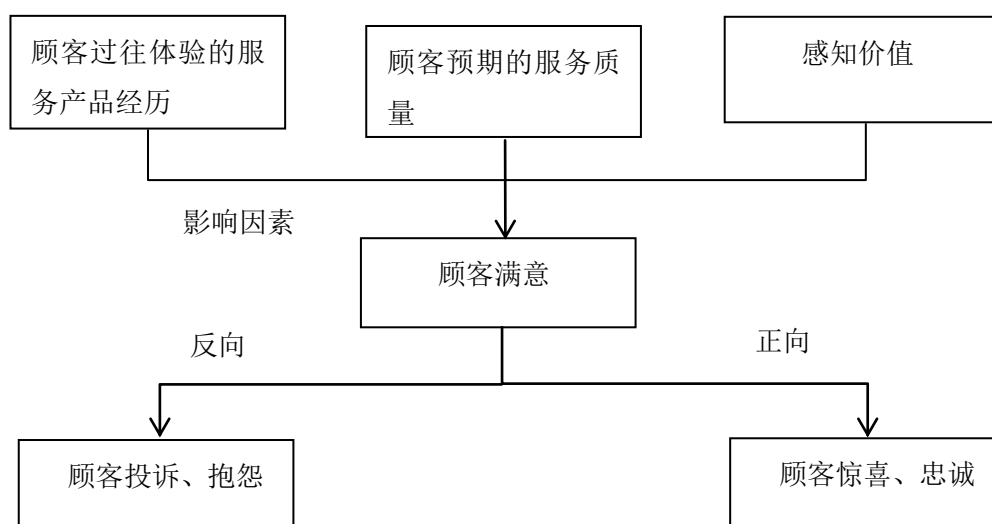 顾客过往体验的服
务产品经历
顾客预期的服务质
量
感知价值
影响因素
顾客满意
反向
正向
顾客投诉、抱怨
顾客惊喜、忠诚